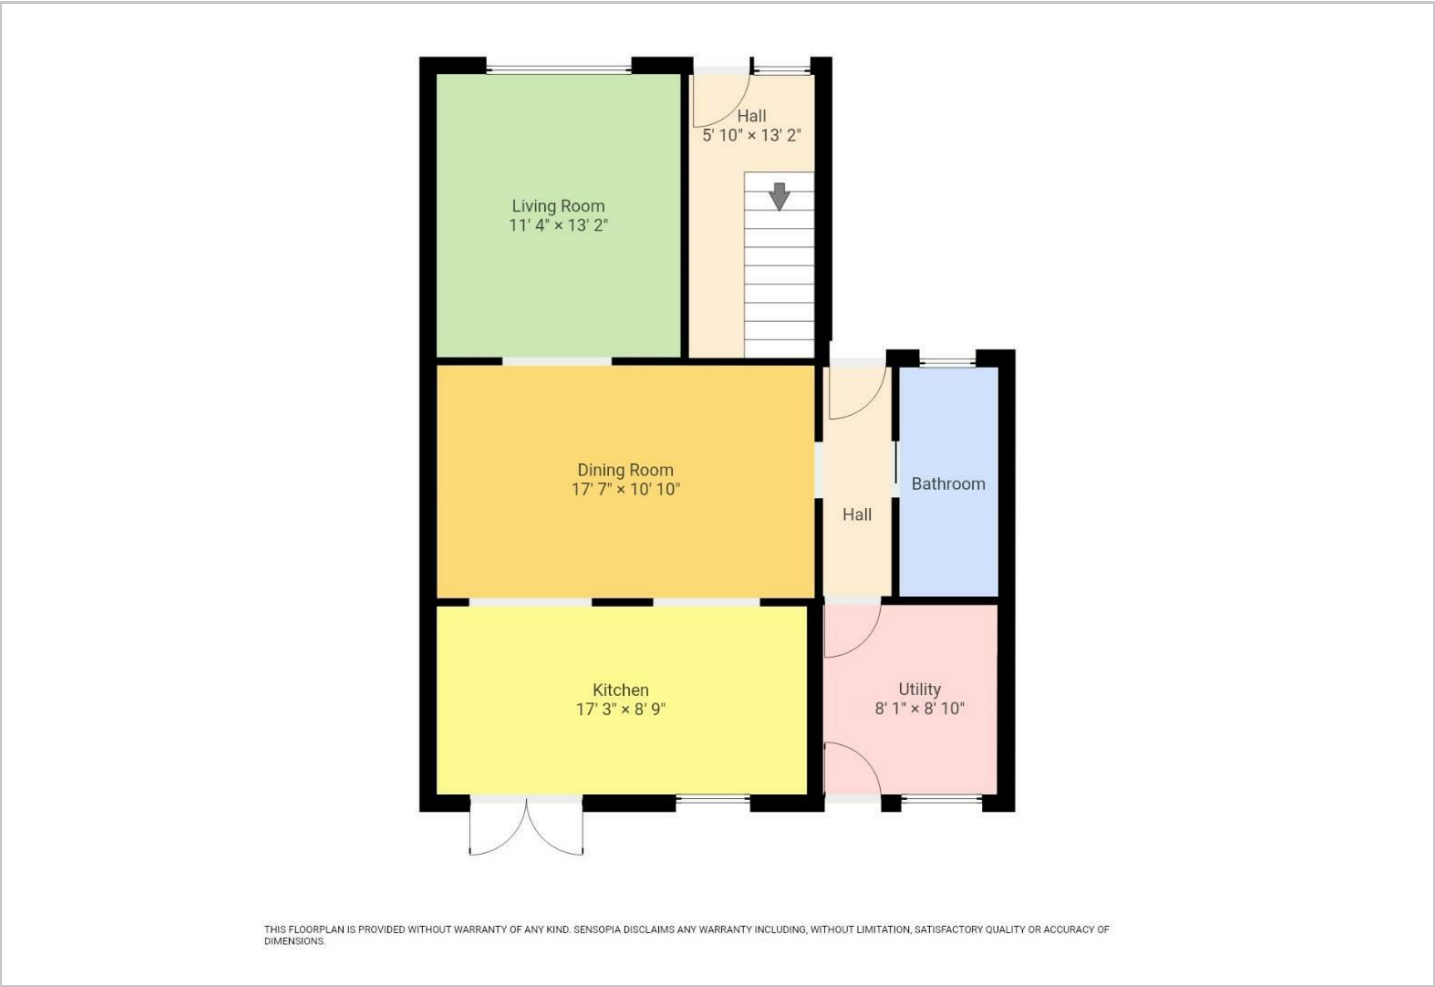 Hall
5' 10" × 13' 2"
Living Room
11' 4" × 13' 2"
Dining Room
17' 7" × 10' 10"
Bathroom
Hall
Kitchen
17' 3" × 8' 9"
Utility
8' 1" × 8' 10"
THIS FLOORPLAN IS PROVIDED WITHOUT WARRANTY OF ANY KIND. SENSOPIA DISCLAIMS ANY WARRANTY INCLUDING, WITHOUT LIMITATION, SATISFACTORY QUALITY OR ACCURACY OF
DIMENSIONS.